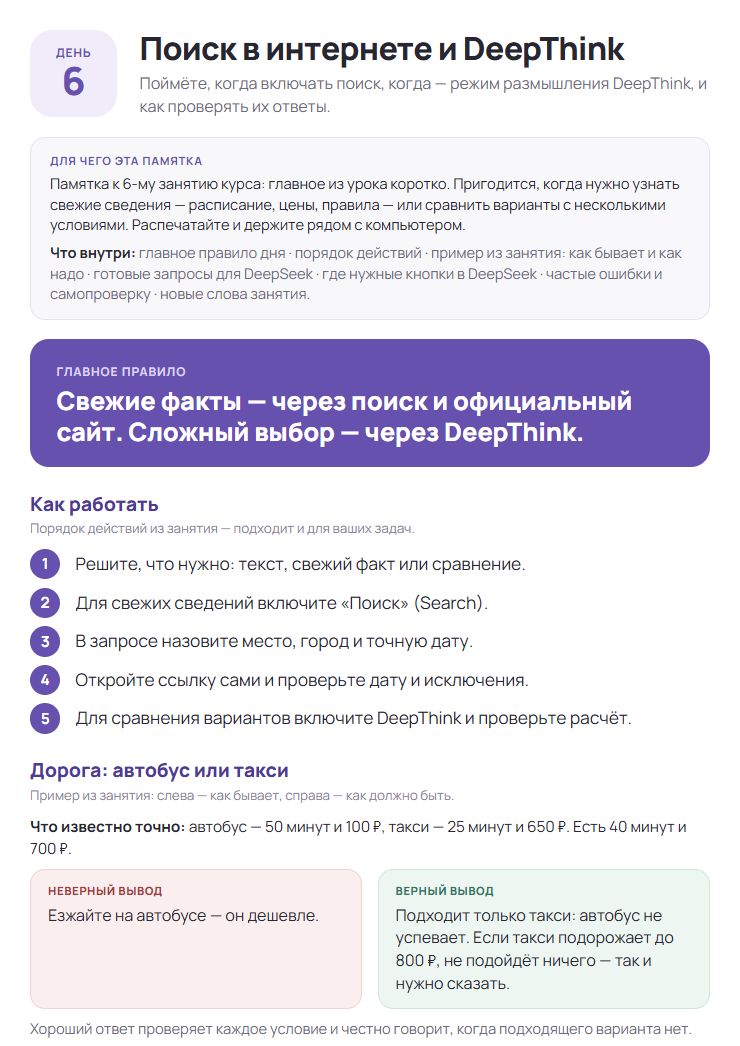 ДЕНЬ
6
Поиск в интернете и DeepThink
Поймёте, когда включать поиск, когда — режим размышления DeepThink, и
как проверять их ответы.
ДЛЯ ЧЕГО ЭТА ПАМЯТКА
Памятка к 6-му занятию курса: главное из урока коротко. Пригодится, когда нужно узнать
свежие сведения — расписание, цены, правила — или сравнить варианты с несколькими
условиями. Распечатайте и держите рядом с компьютером.
Что внутри: главное правило дня · порядок действий · пример из занятия: как бывает и как
надо · готовые запросы для DeepSeek · где нужные кнопки в DeepSeek · частые ошибки и
самопроверку · новые слова занятия.
ГЛАВНОЕ ПРАВИЛО
Свежие факты — через поиск и официальный
сайт. Сложный выбор — через DeepThink.
Как работать
Порядок действий из занятия — подходит и для ваших задач.
1 Решите, что нужно: текст, свежий факт или сравнение.
2 Для свежих сведений включите «Поиск» (Search).
3 В запросе назовите место, город и точную дату.
4 Откройте ссылку сами и проверьте дату и исключения.
5 Для сравнения вариантов включите DeepThink и проверьте расчёт.
Дорога: автобус или такси
Пример из занятия: слева — как бывает, справа — как должно быть.
Что известно точно: автобус — 50 минут и 100 ₽, такси — 25 минут и 650 ₽. Есть 40 минут и
700 ₽.
НЕВЕРНЫЙ ВЫВОД
Езжайте на автобусе — он дешевле.
ВЕРНЫЙ ВЫВОД
Подходит только такси: автобус не
успевает. Если такси подорожает до
800 ₽, не подойдёт ничего — так и
нужно сказать.
Хороший ответ проверяет каждое условие и честно говорит, когда подходящего варианта нет.